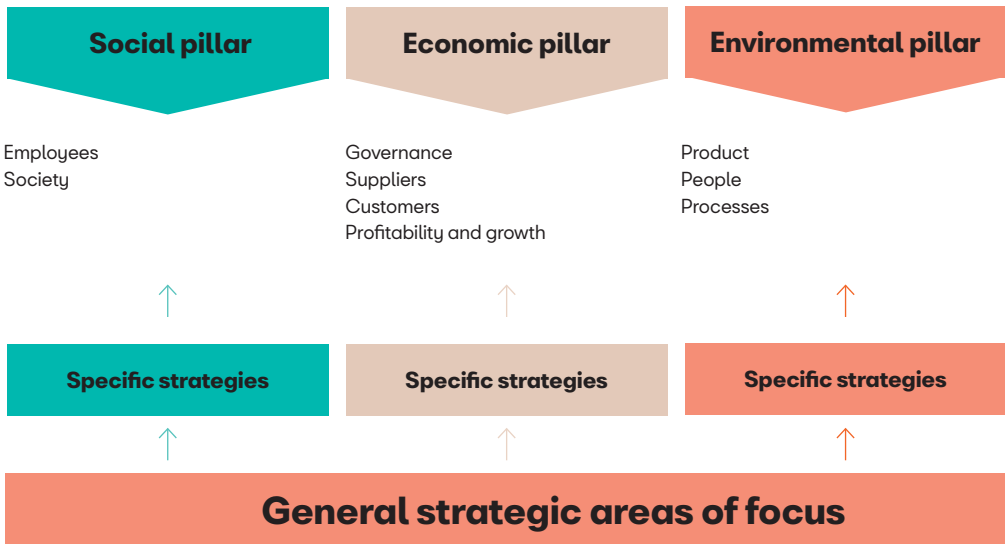 Social pillar
Economic pillar
Environmental pillar
Employees
Society
Governance
Suppliers
Customers
Profitability and growth
Product
People
Processes
Specific strategies
Specific strategies
Specific strategies
General strategic areas of focus